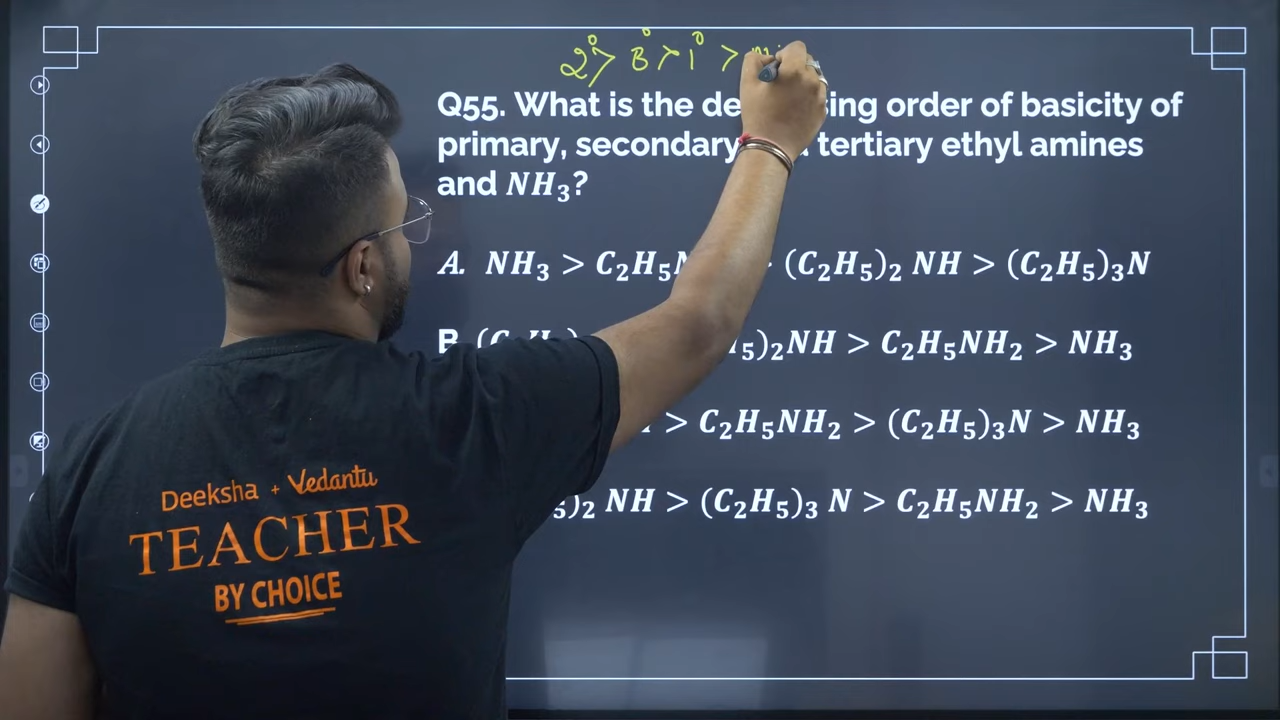 2° > 3° > 1° >
Q55. What is the de sing order of basicity of
primary, secondary tertiary ethyl amines
and NH₃?
A. NH₃ > C₂H₅N (C₂H₅)₂ NH > (C₂H₅)₃N
B. ₅)₂NH > C₂H₅NH₂ > NH₃
> C₂H₅NH₂ > (C₂H₅)₃N > NH₃
₅)₂ NH > (C₂H₅)₃ N > C₂H₅NH₂ > NH₃
Deeksha + Vedantu
TEACHER
BY CHOICE